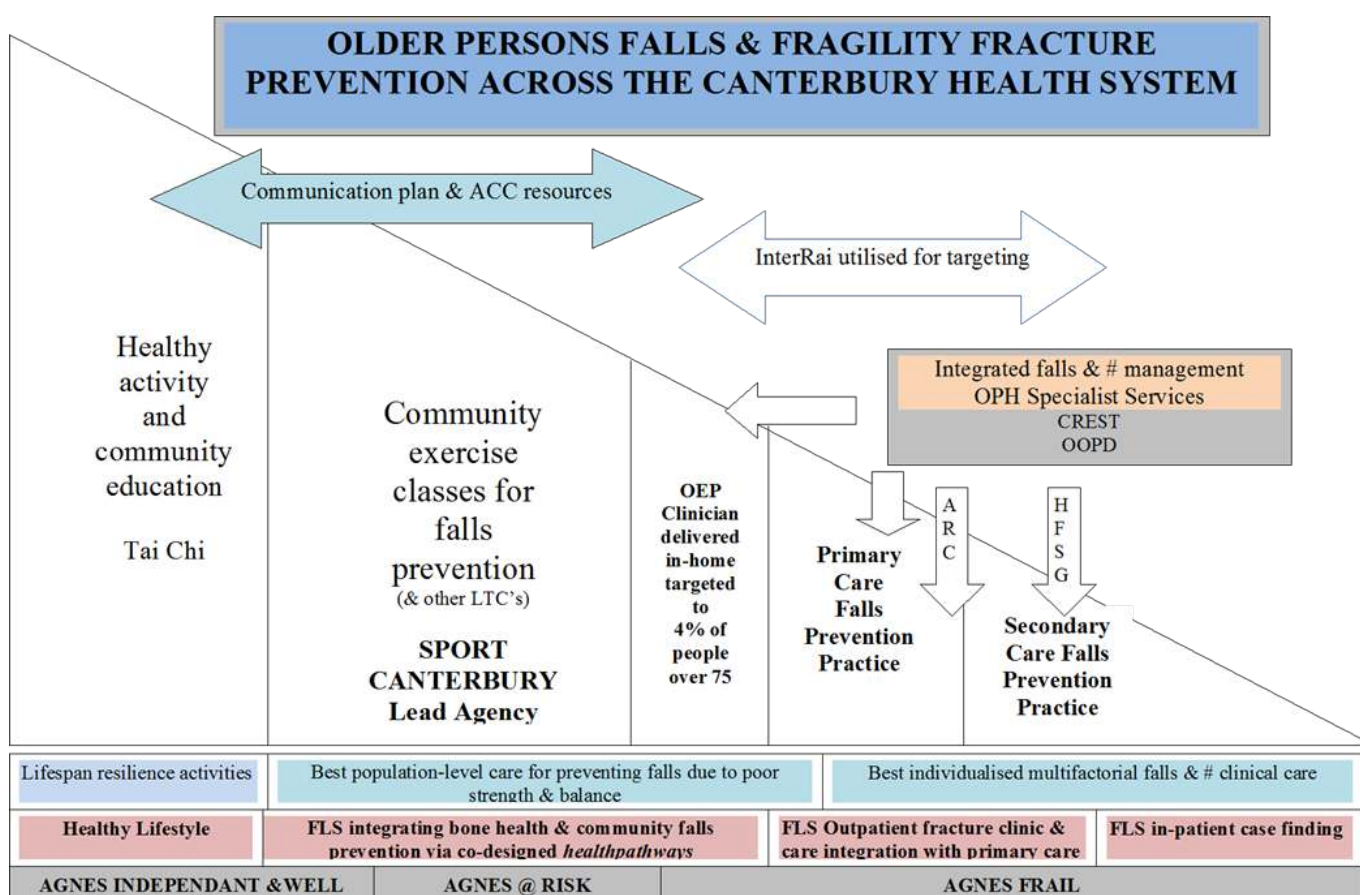 OLDER PERSONS FALLS & FRAGILITY FRACTURE
PREVENTION ACROSS THE CANTERBURY HEALTH SYSTEM
Communication plan & ACC resources
InterRai utilised for targeting
Integrated falls & # management
OPH Specialist Services
CREST
OOPD
Healthy
activity
and
community
education
Tai Chi
Community
exercise
classes for
falls
prevention
(& other LTC's)
SPORT
CANTERBURY
Lead Agency
OEP
Clinician
delivered
in-home
targeted
to
4% of
people
over 75
Primary
Care
Falls
Prevention
Practice
A
R
C
H
F
S
G
Secondary
Care Falls
Prevention
Practice
Lifespan resilience activities
Best population-level care for preventing falls due to poor
strength & balance
Best individualised multifactorial falls & # clinical care
Healthy Lifestyle
FLS integrating bone health & community falls
prevention via co-designed healthpathways
FLS Outpatient fracture clinic &
care integration with primary care
FLS in-patient case finding
AGNES INDEPENDANT &WELL
AGNES @ RISK
AGNES FRAIL